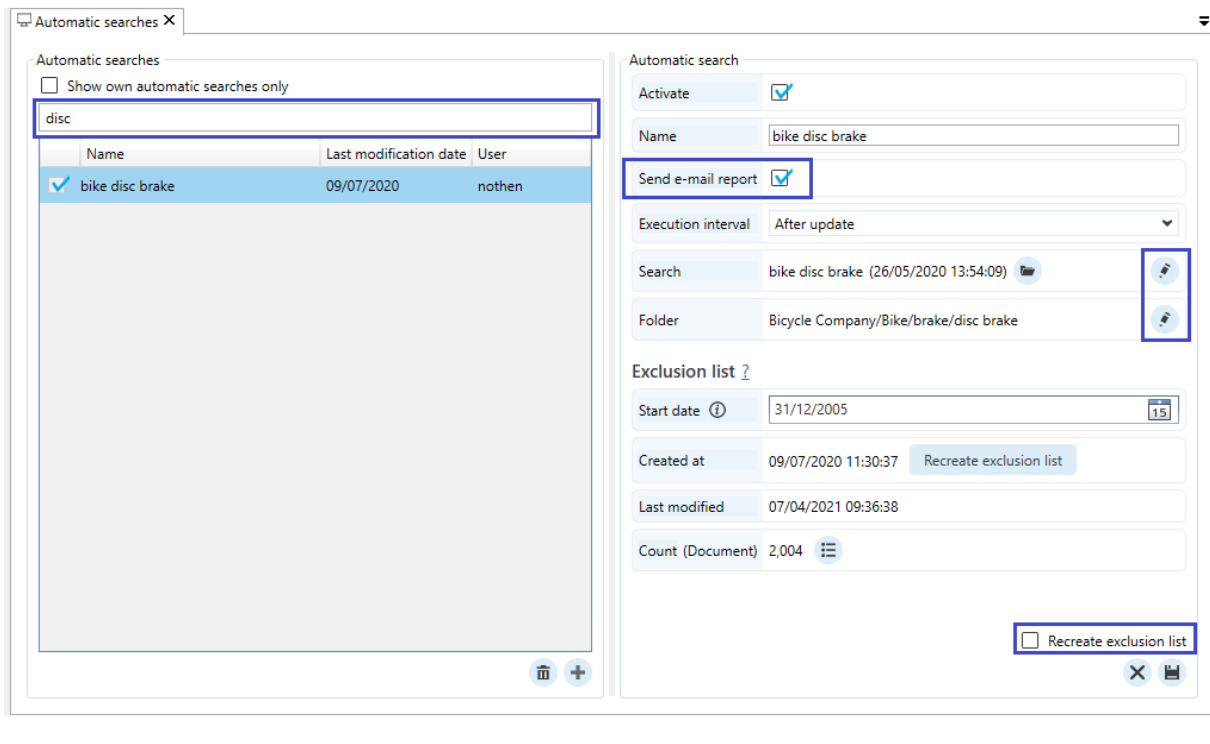 Automatic searches
Automatic searches
Show own automatic searches only
disc
Name Last modification date User
bike disc brake 09/07/2020 nothen
Automatic search
Activate
Name bike disc brake
Send e-mail report
Execution interval After update
Search bike disc brake (26/05/2020 13:54:09)
Folder Bicycle Company/Bike/brake/disc brake
Exclusion list ?
Start date 31/12/2005 15
Created at 09/07/2020 11:30:37 Recreate exclusion list
Last modified 07/04/2021 09:36:38
Count (Document) 2,004
Recreate exclusion list